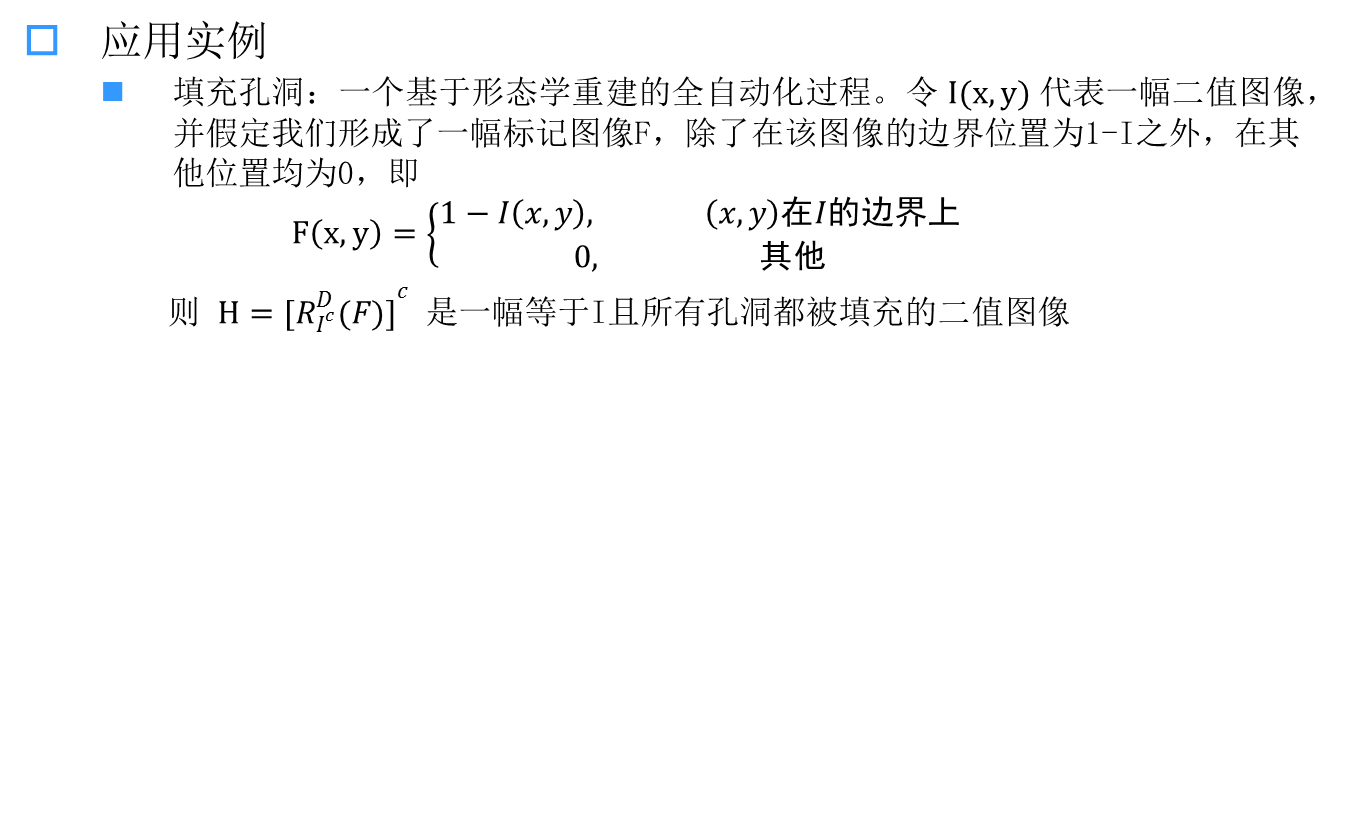 应用实例
填充孔洞：一个基于形态学重建的全自动化过程。令 I(x,y) 代表一幅二值图像，
并假定我们形成了一幅标记图像F，除了在该图像的边界位置为1-I之外，在其
他位置均为0，即
F(x,y) = { 1 − I(x,y), (x,y)在I的边界上
0, 其他
则 H = [R_{I^c}^D(F)]^c 是一幅等于I且所有孔洞都被填充的二值图像